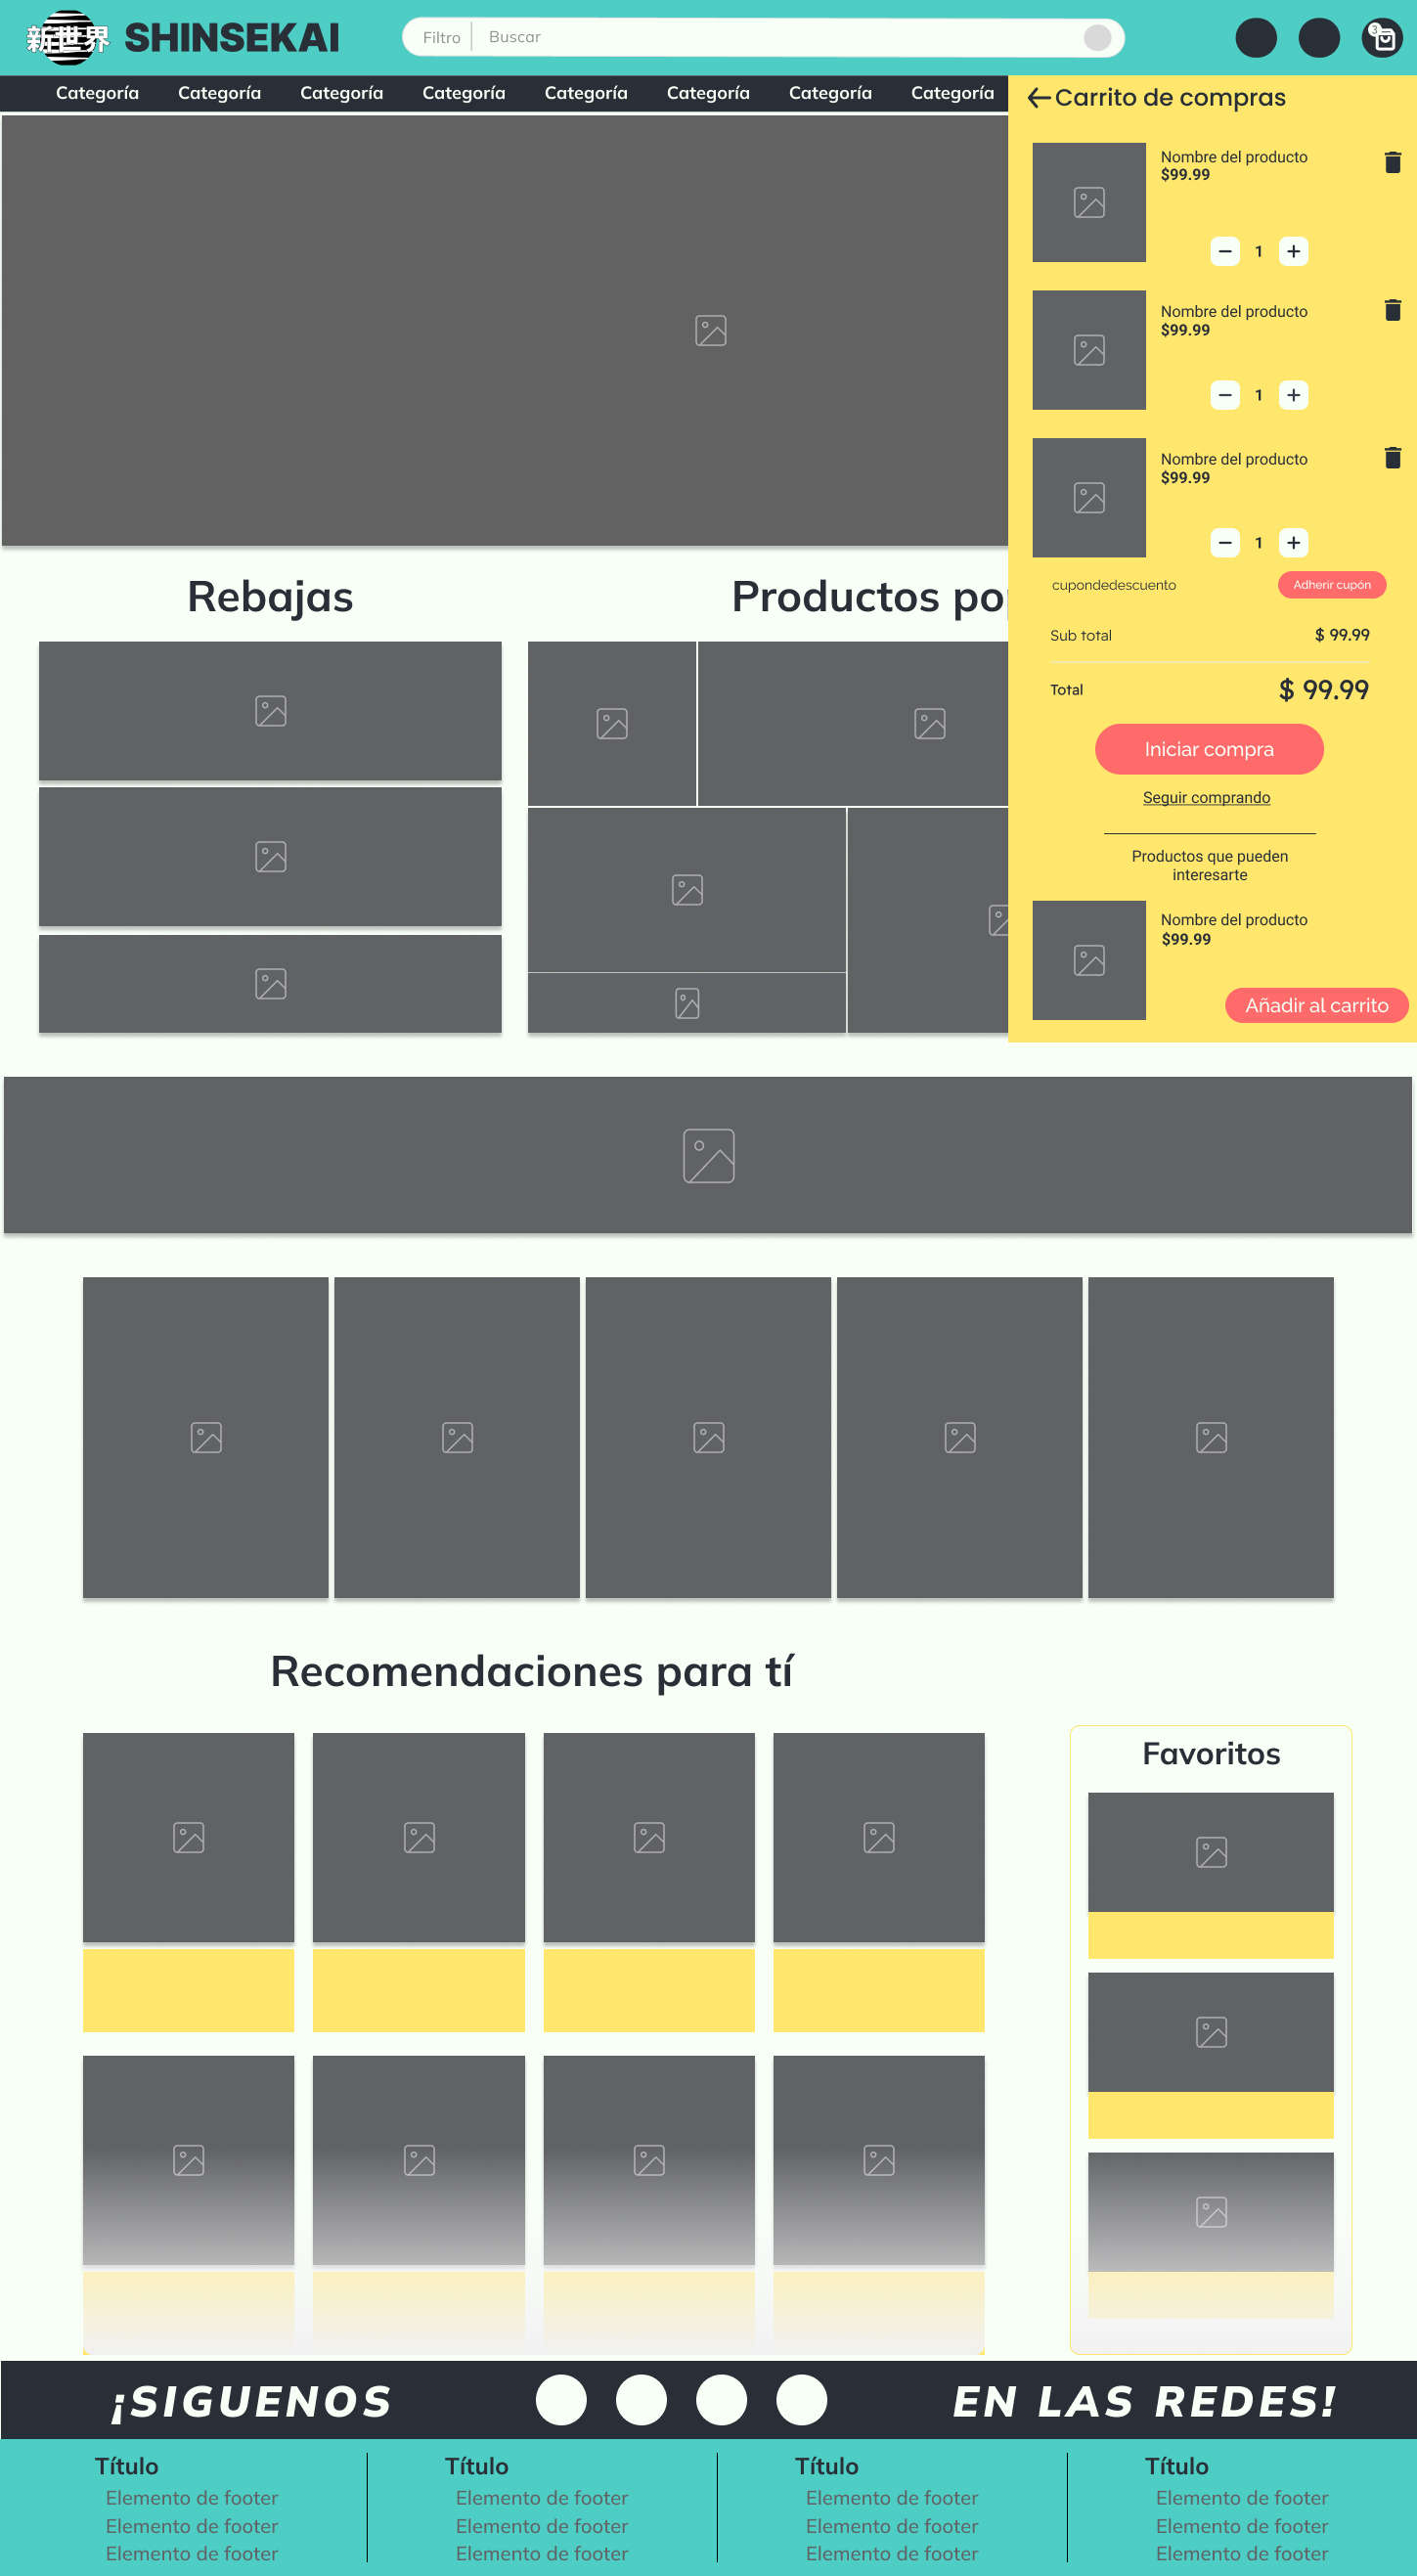 新世界 SHINSEKAI
Filtro Buscar
3
Categoría Categoría Categoría Categoría Categoría Categoría Categoría Categoría
Carrito de compras
Nombre del producto
$99.99
1
Nombre del producto
$99.99
1
Nombre del producto
$99.99
1
cupondedescuento Adherir cupón
Sub total $ 99.99
Total $ 99.99
Iniciar compra
Seguir comprando
Productos que pueden
interesarte
Nombre del producto
$99.99
Añadir al carrito
Rebajas
Productos po
Recomendaciones para tí
Favoritos
¡SIGUENOS EN LAS REDES!
Título
Elemento de footer
Elemento de footer
Elemento de footer
Título
Elemento de footer
Elemento de footer
Elemento de footer
Título
Elemento de footer
Elemento de footer
Elemento de footer
Título
Elemento de footer
Elemento de footer
Elemento de footer